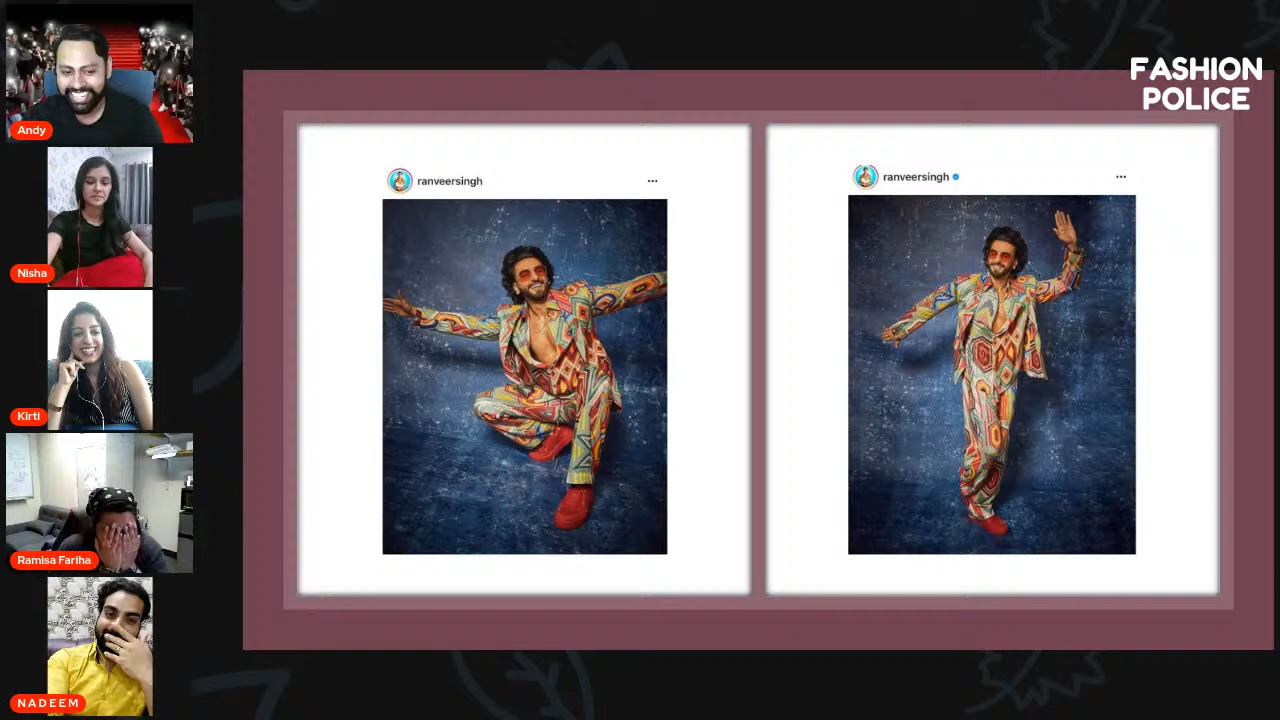 FASHION
POLICE
Andy
Nisha
Kirti
Ramisa Fariha
NADEEM
ranveersingh
ranveersingh